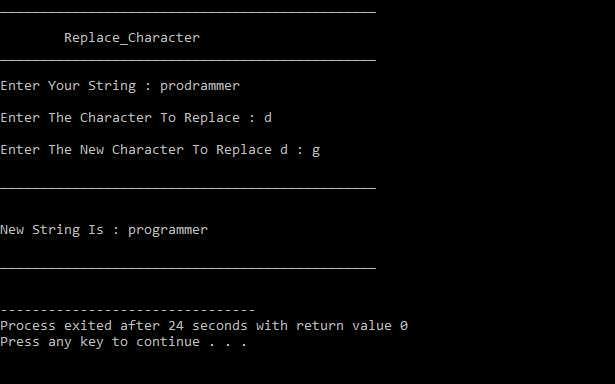 Replace_Character
Enter Your String : prodrammer
Enter The Character To Replace : d
Enter The New Character To Replace d : g
New String Is : programmer
--------------------------------
Process exited after 24 seconds with return value 0
Press any key to continue . . .